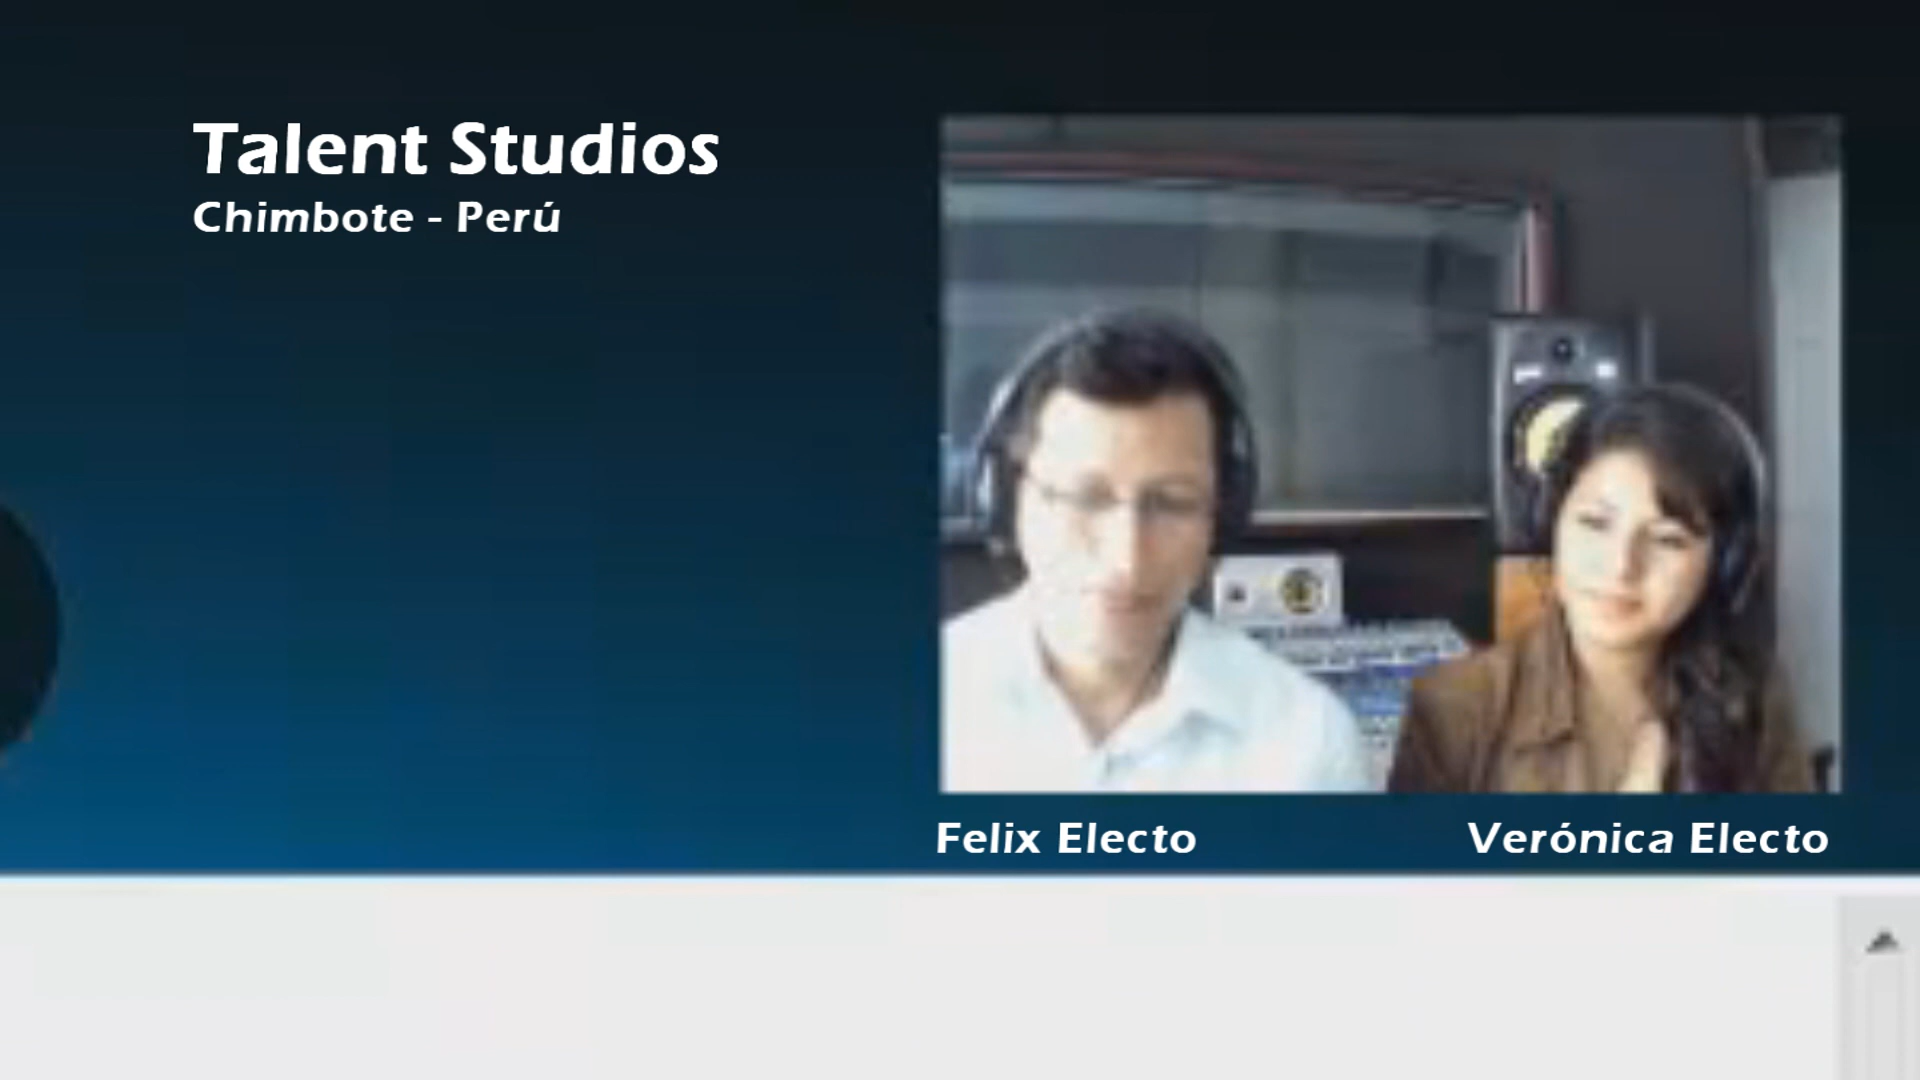 Talent Studios
Chimbote - Perú
Felix Electo
Verónica Electo